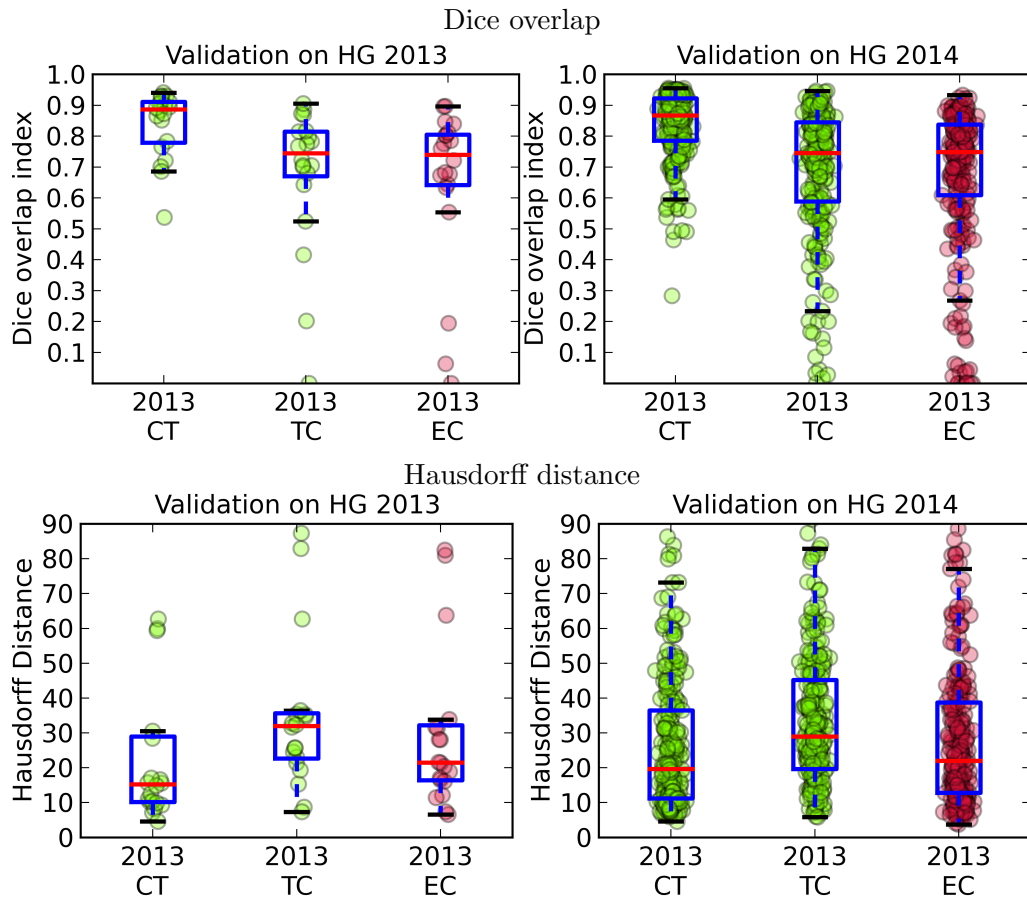 Dice overlap
Validation on HG 2013
Dice overlap index
1.0
0.9
0.8
0.7
0.6
0.5
0.4
0.3
0.2
0.1
2013 2013 2013
CT TC EC
Validation on HG 2014
Dice overlap index
1.0
0.9
0.8
0.7
0.6
0.5
0.4
0.3
0.2
0.1
2013 2013 2013
CT TC EC
Hausdorff distance
Validation on HG 2013
Hausdorff Distance
90
80
70
60
50
40
30
20
10
0
2013 2013 2013
CT TC EC
Validation on HG 2014
Hausdorff Distance
90
80
70
60
50
40
30
20
10
0
2013 2013 2013
CT TC EC